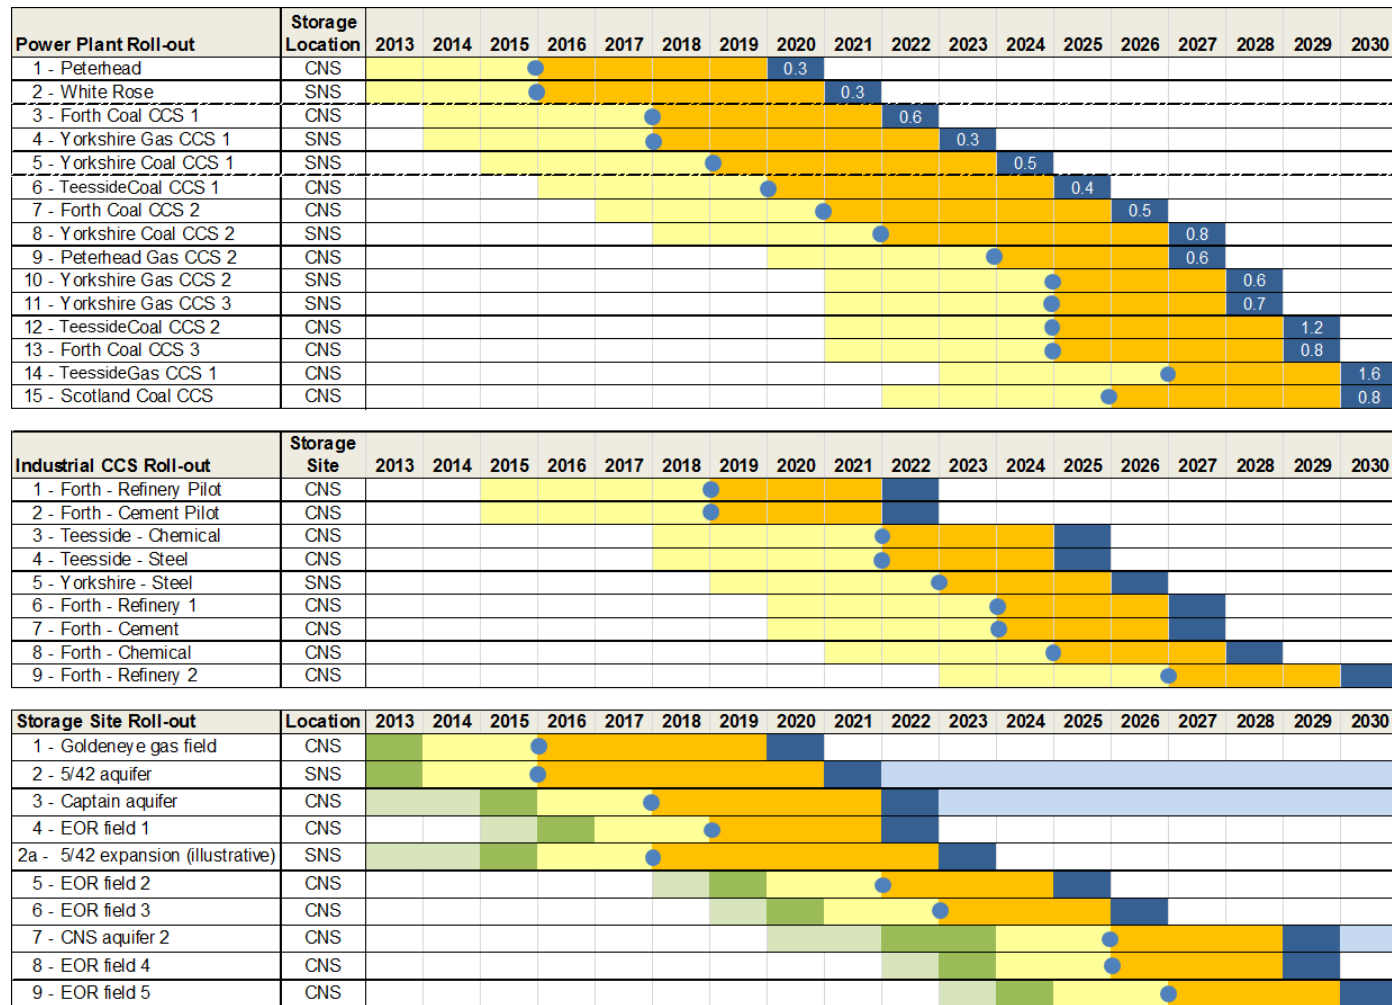 Power Plant Roll-out Storage Location 2013 2014 2015 2016 2017 2018 2019 2020 2021 2022 2023 2024 2025 2026 2027 2028 2029 2030
1 - Peterhead CNS 0.3
2 - White Rose SNS 0.3
3 - Forth Coal CCS 1 CNS 0.6
4 - Yorkshire Gas CCS 1 SNS 0.3
5 - Yorkshire Coal CCS 1 SNS 0.5
6 - TeessideCoal CCS 1 CNS 0.4
7 - Forth Coal CCS 2 CNS 0.5
8 - Yorkshire Coal CCS 2 SNS 0.8
9 - Peterhead Gas CCS 2 CNS 0.6
10 - Yorkshire Gas CCS 2 SNS 0.6
11 - Yorkshire Gas CCS 3 SNS 0.7
12 - TeessideCoal CCS 2 CNS 1.2
13 - Forth Coal CCS 3 CNS 0.8
14 - TeessideGas CCS 1 CNS 1.6
15 - Scotland Coal CCS CNS 0.8
Industrial CCS Roll-out Storage Site 2013 2014 2015 2016 2017 2018 2019 2020 2021 2022 2023 2024 2025 2026 2027 2028 2029 2030
1 - Forth - Refinery Pilot CNS
2 - Forth - Cement Pilot CNS
3 - Teesside - Chemical CNS
4 - Teesside - Steel CNS
5 - Yorkshire - Steel SNS
6 - Forth - Refinery 1 CNS
7 - Forth - Cement CNS
8 - Forth - Chemical CNS
9 - Forth - Refinery 2 CNS
Storage Site Roll-out Location 2013 2014 2015 2016 2017 2018 2019 2020 2021 2022 2023 2024 2025 2026 2027 2028 2029 2030
1 - Goldeneye gas field CNS
2 - 5/42 aquifer SNS
3 - Captain aquifer CNS
4 - EOR field 1 CNS
2a - 5/42 expansion (illustrative) SNS
5 - EOR field 2 CNS
6 - EOR field 3 CNS
7 - CNS aquifer 2 CNS
8 - EOR field 4 CNS
9 - EOR field 5 CNS